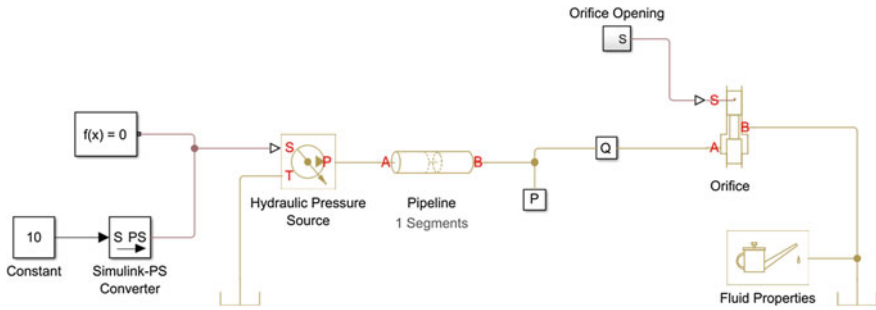 Orifice Opening
S
f(x) = 0
S
P
T
A
B
Q
S
B
A
Hydraulic Pressure
Source
Pipeline
1 Segments
P
Orifice
10
S PS
Constant
Simulink-PS
Converter
Fluid Properties